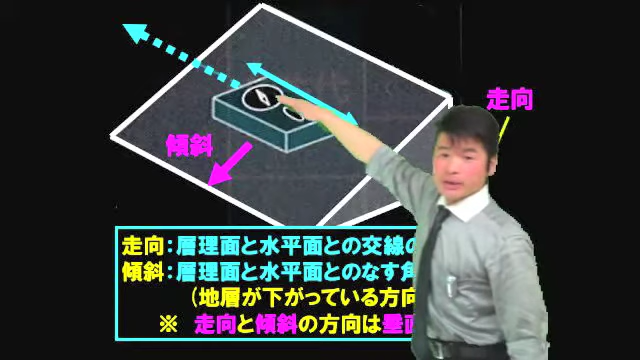 走向
傾斜
走向：層理面と水平面との交線の
傾斜：層理面と水平面とのなす角
（地層が下がっている方向
※ 走向と傾斜の方向は垂直